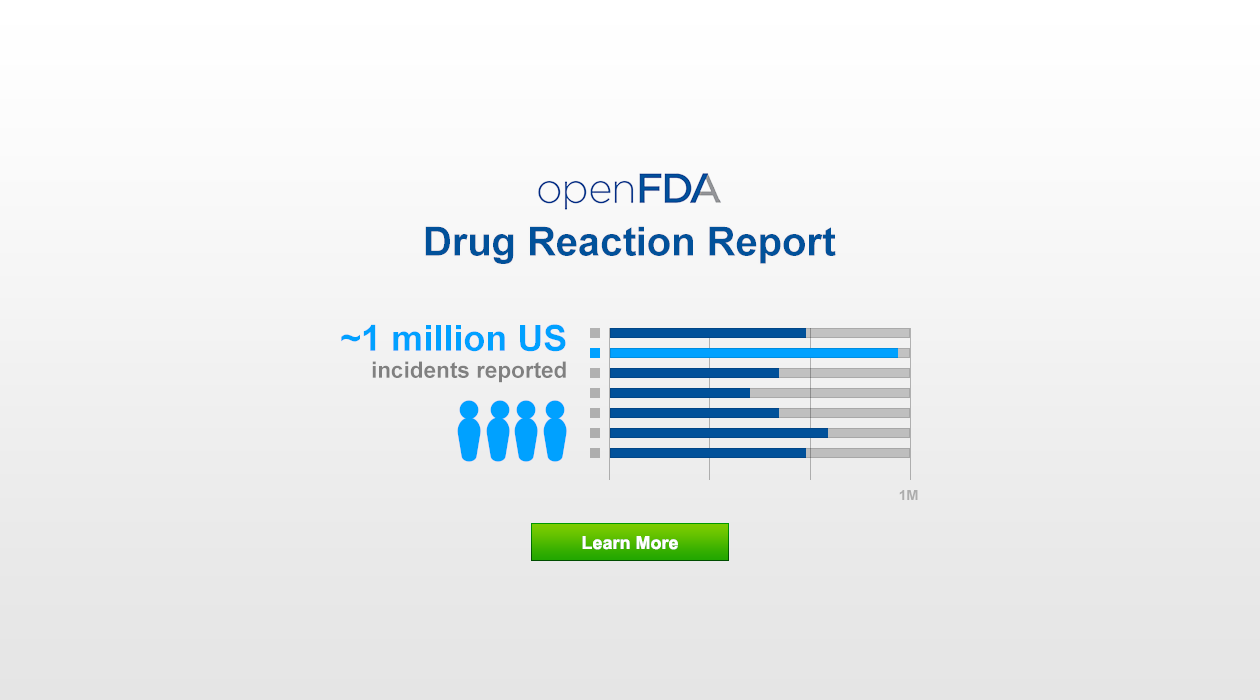 openFDA
Drug Reaction Report
~1 million US
incidents reported
1M
Learn More